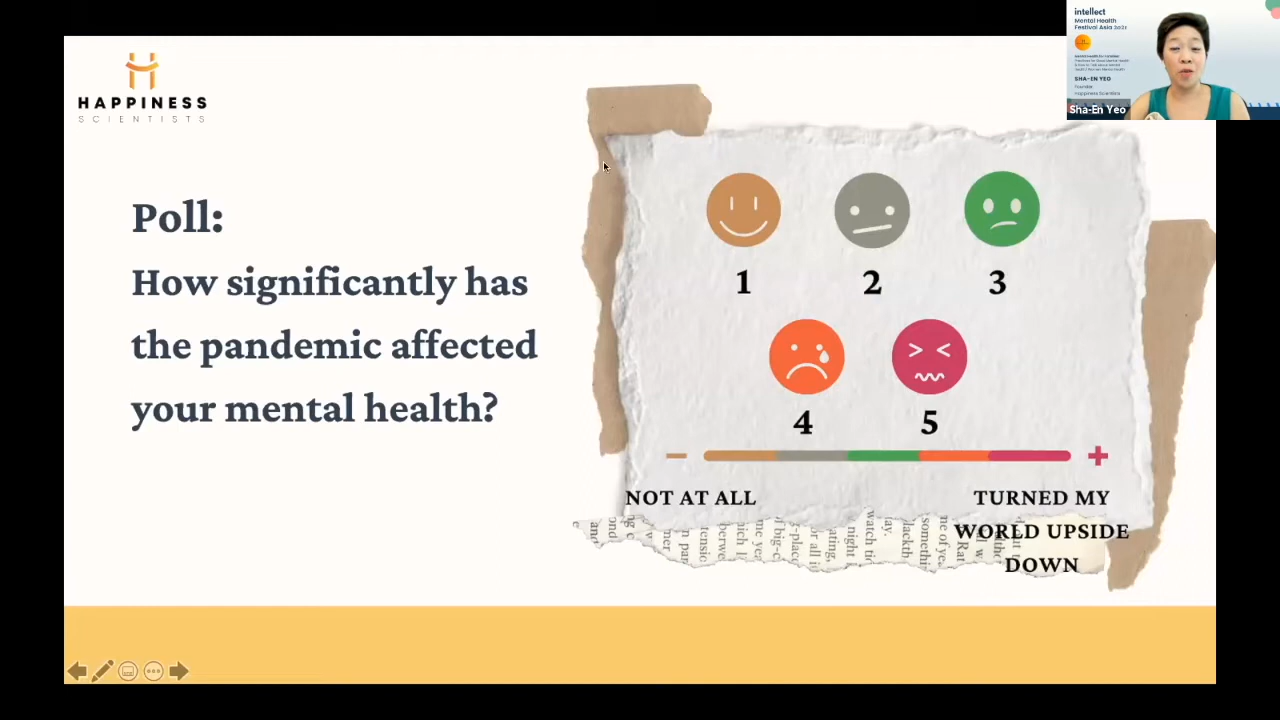 HAPPINESS
SCIENTISTS
Poll:
How significantly has
the pandemic affected
your mental health?
1 2 3
4 5
NOT AT ALL
TURNED MY
WORLD UPSIDE
DOWN
intellect
Mental Health
Festival Asia 2021
SHA-EN YEO
Founder
Happiness Scientists
Sha-En Yeo